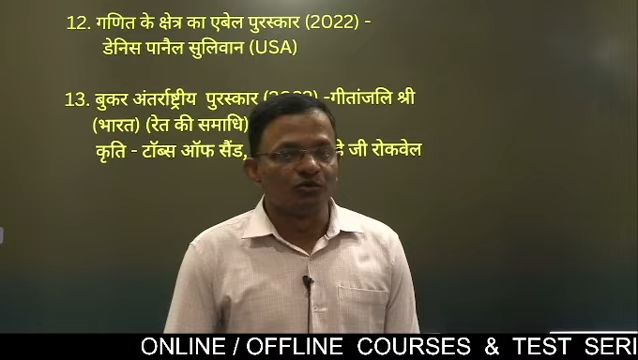 12. गणित के क्षेत्र का एबेल पुरस्कार (2022) -
डेनिस पानैल सुलिवान (USA)
13. बुकर अंतर्राष्ट्रीय पुरस्कार -गीतांजलि श्री
(भारत) (रेत की समाधि)
कृति - टॉब्स ऑफ सैंड, जी रोकवेल
ONLINE / OFFLINE COURSES & TEST SERI